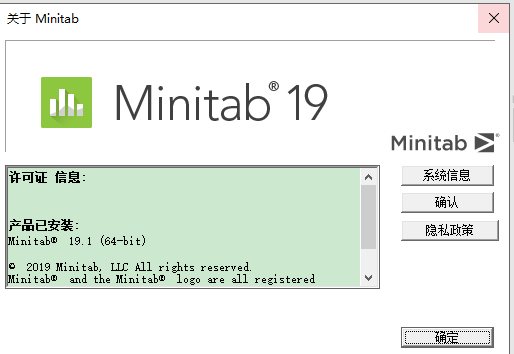 关于 Minitab
Minitab® 19
Minitab
许可证 信息:
产品已安装:
Minitab® 19.1 (64-bit)
© 2019 Minitab, LLC All rights reserved.
Minitab® and the Minitab® logo are all registered
系统信息
确认
隐私政策
确定